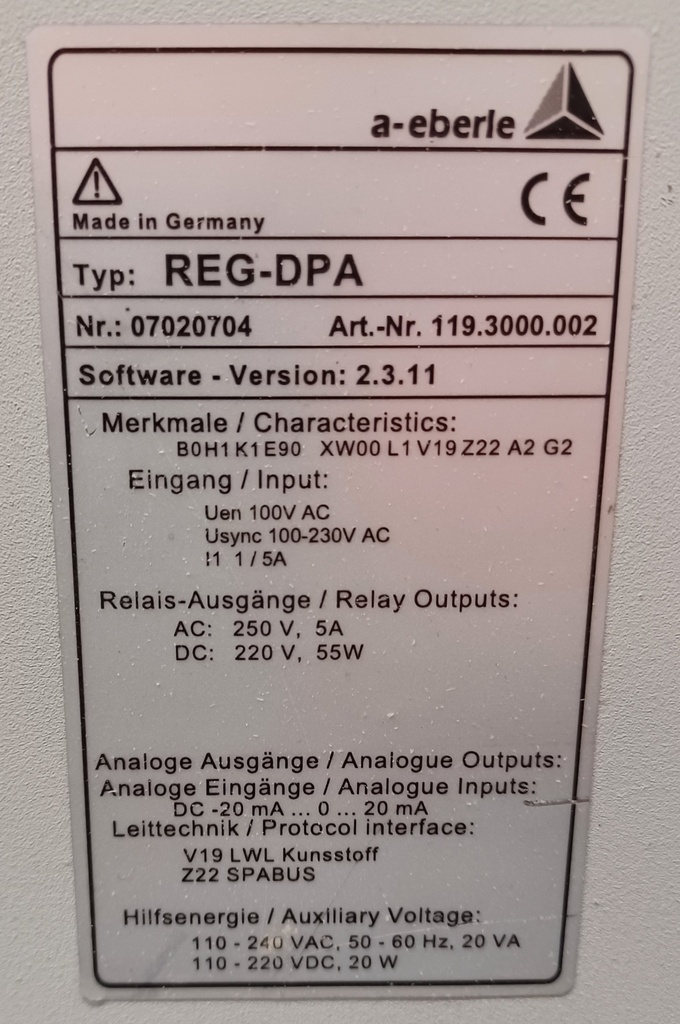 a-eberle
CE
Made in Germany
Typ: REG-DPA
Nr.: 07020704 Art.-Nr. 119.3000.002
Software - Version: 2.3.11
Merkmale / Characteristics:
B0H1K1E90 XW00 L1 V19 Z22 A2 G2
Eingang / Input:
Uen 100V AC
Usync 100-230V AC
I1 1 / 5A
Relais-Ausgänge / Relay Outputs:
AC: 250 V, 5A
DC: 220 V, 55W
Analoge Ausgänge / Analogue Outputs:
Analoge Eingänge / Analogue Inputs:
DC -20 mA ... 0 ... 20 mA
Leittechnik / Protocol interface:
V19 LWL Kunsstoff
Z22 SPABUS
Hilfsenergie / Auxiliary Voltage:
110 - 240 VAC, 50 - 60 Hz, 20 VA
110 - 220 VDC, 20 W